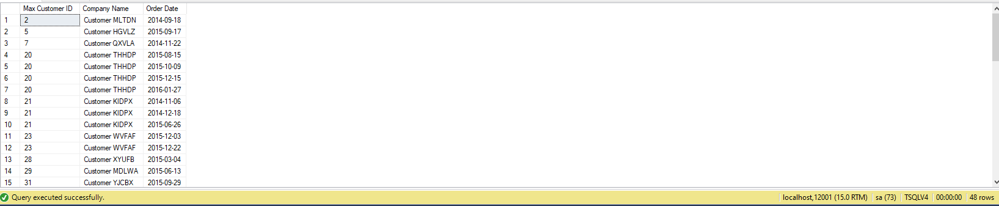 Max Customer ID Company Name Order Date
1 2 Customer MLTDN 2014-09-18
2 5 Customer HGVLZ 2015-09-17
3 7 Customer QXVLA 2014-11-22
4 20 Customer THHDP 2015-08-15
5 20 Customer THHDP 2015-10-09
6 20 Customer THHDP 2015-12-15
7 20 Customer THHDP 2016-01-27
8 21 Customer KIDPX 2014-11-06
9 21 Customer KIDPX 2014-12-18
10 21 Customer KIDPX 2015-06-26
11 23 Customer WVFAF 2015-12-03
12 23 Customer WVFAF 2015-12-22
13 28 Customer XYUFB 2015-03-04
14 29 Customer MDLWA 2015-06-13
15 31 Customer YJCBX 2015-09-29
Query executed successfully. localhost,12001 (15.0 RTM) sa (73) TSQLV4 00:00:00 48 rows